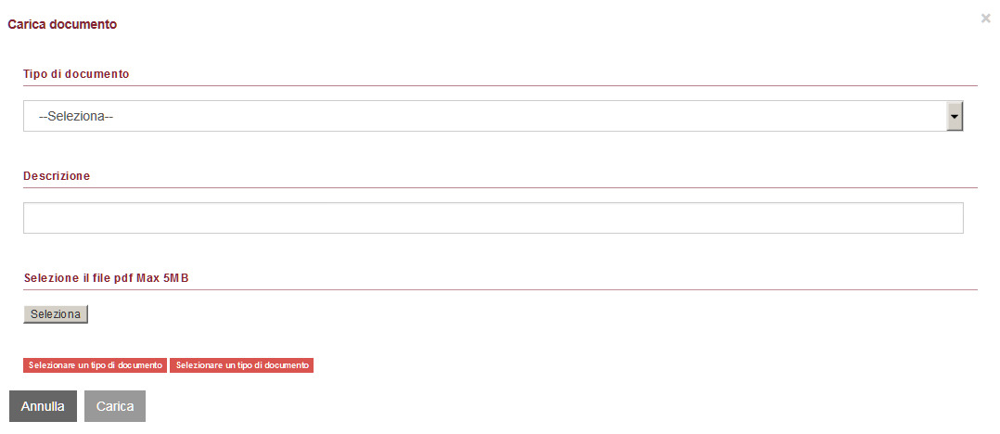 Carica documento
×
Tipo di documento
--Seleziona--
Descrizione
Selezione il file pdf Max 5MB
Seleziona
Selezionare un tipo di documento Selezionare un tipo di documento
Annulla Carica